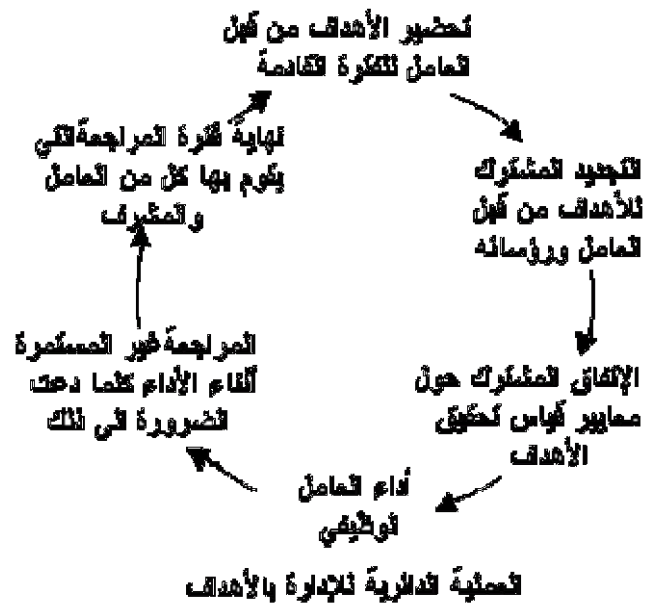 تحضير الأهداف من قبل
العامل للفترة القادمة
التجديد المشترك
للأهداف من قبل
العامل ورؤسائه
الإتفاق المشترك حول
معايير قياس تحقيق
الأهداف
أداء العامل
الوظيفي
المراجعة غير المستمرة
ألقاء الأداء كلما دعت
الضرورة الى ذلك
نهاية فترة المراجعة التي
يقوم بها كل من العامل
والمشرف
العملية الدائرية للإدارة بالأهداف